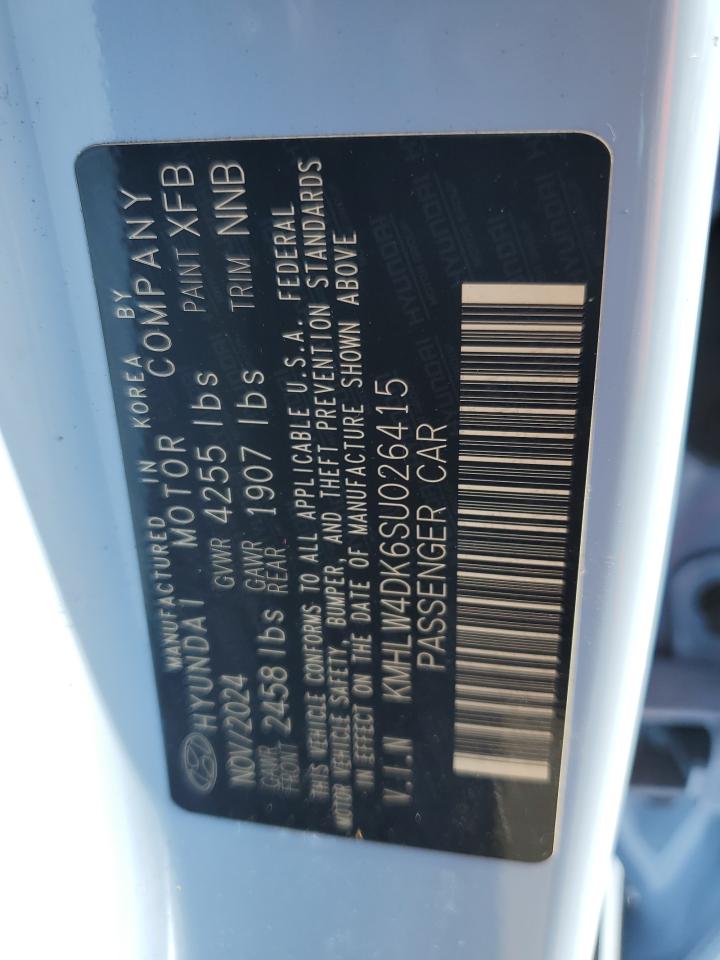 MANUFACTURED IN KOREA BY
HYUNDAI MOTOR COMPANY
NOV/2024 GVWR 4255 lbs PAINT XFB
GAWR FRONT 2458 lbs GAWR REAR 1907 lbs TRIM NNB
THIS VEHICLE CONFORMS TO ALL APPLICABLE U.S.A. FEDERAL
MOTOR VEHICLE SAFETY, BUMPER, AND THEFT PREVENTION STANDARDS
IN EFFECT ON THE DATE OF MANUFACTURE SHOWN ABOVE
V.I.N KMHLW4DK6SU026415
PASSENGER CAR
HYUNDAI